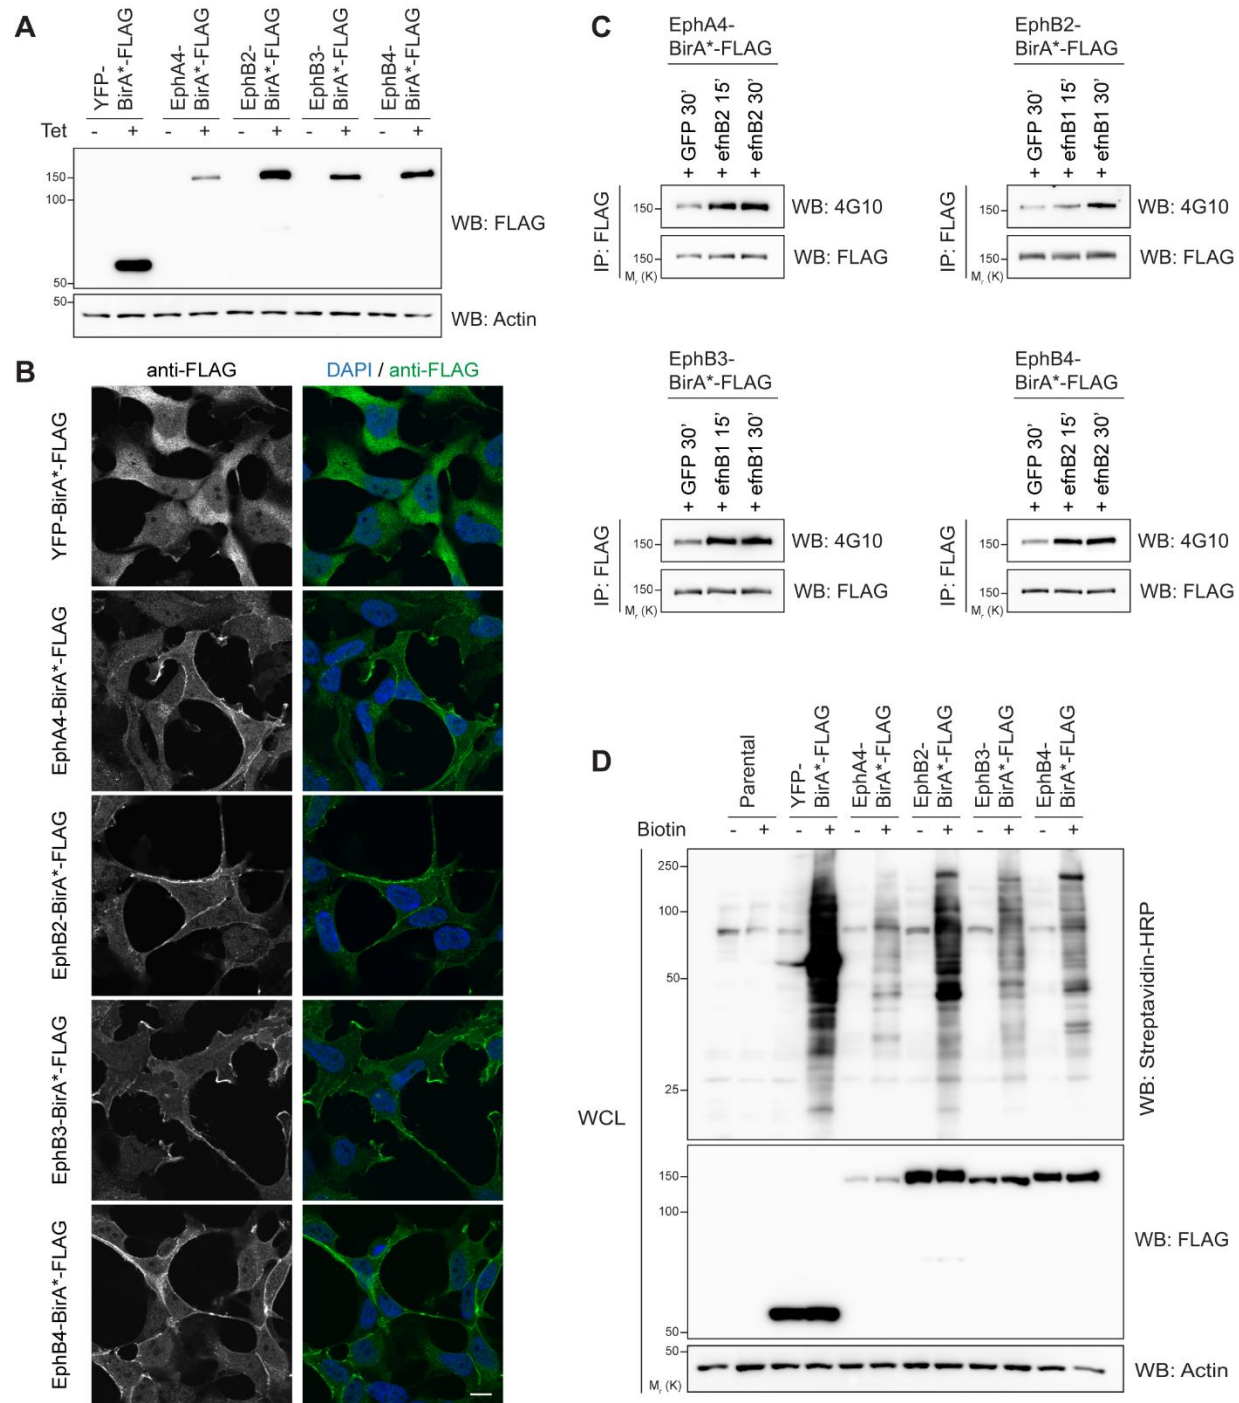 A
YFP-
BirA*-FLAG
EphA4-
BirA*-FLAG
EphB2-
BirA*-FLAG
EphB3-
BirA*-FLAG
EphB4-
BirA*-FLAG
Tet - + - + - + - + - +
150
100
50
WB: FLAG
50
WB: Actin
B
anti-FLAG
DAPI / anti-FLAG
YFP-BirA*-FLAG
EphA4-BirA*-FLAG
EphB2-BirA*-FLAG
EphB3-BirA*-FLAG
EphB4-BirA*-FLAG
C
EphA4-
BirA*-FLAG
+ GFP 30'
+ efnB2 15'
+ efnB2 30'
IP: FLAG
150
WB: 4G10
150
WB: FLAG
Mr (K)
EphB2-
BirA*-FLAG
+ GFP 30'
+ efnB1 15'
+ efnB1 30'
IP: FLAG
150
WB: 4G10
150
WB: FLAG
Mr (K)
EphB3-
BirA*-FLAG
+ GFP 30'
+ efnB1 15'
+ efnB1 30'
IP: FLAG
150
WB: 4G10
150
WB: FLAG
Mr (K)
EphB4-
BirA*-FLAG
+ GFP 30'
+ efnB2 15'
+ efnB2 30'
IP: FLAG
150
WB: 4G10
150
WB: FLAG
Mr (K)
D
Parental
YFP-
BirA*-FLAG
EphA4-
BirA*-FLAG
EphB2-
BirA*-FLAG
EphB3-
BirA*-FLAG
EphB4-
BirA*-FLAG
Biotin - + - + - + - + - + - +
250
100
50
25
WB: Streptavidin-HRP
WCL
150
100
50
WB: FLAG
50
WB: Actin
Mr (K)